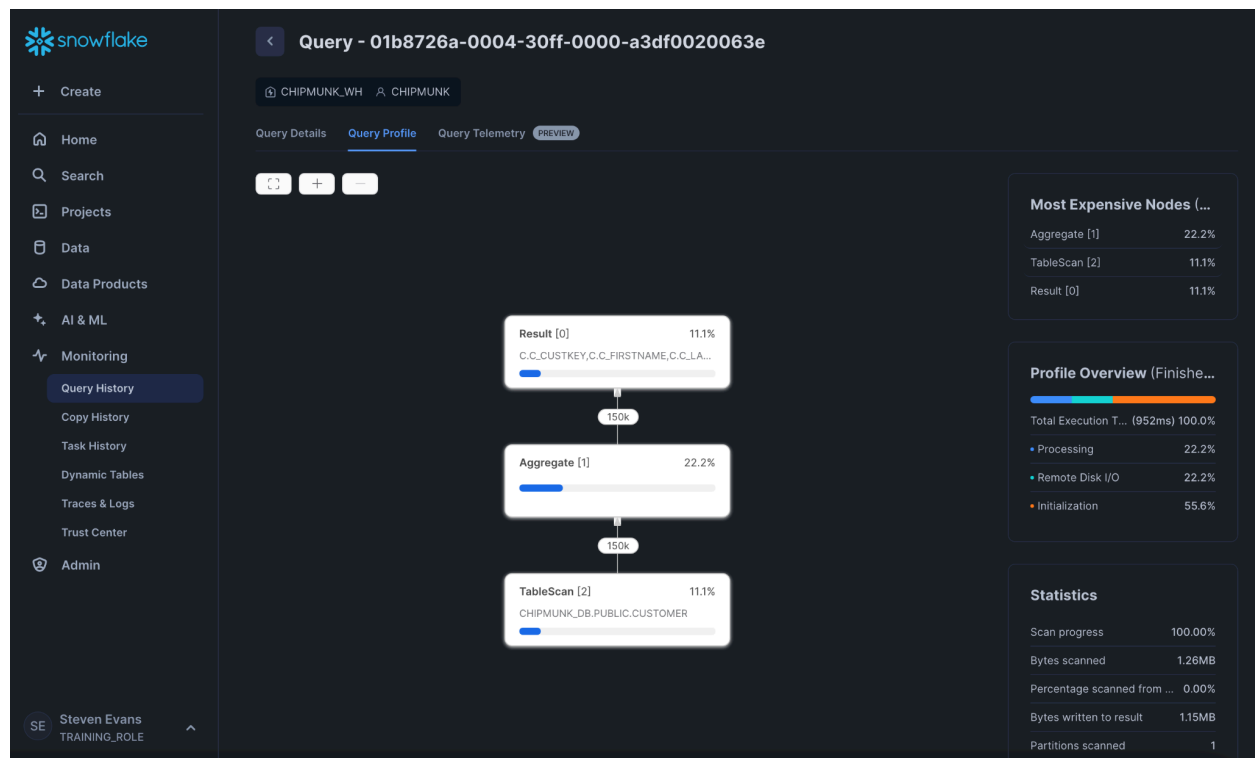 snowflake
Create
Home
Search
Projects
Data
Data Products
AI & ML
Monitoring
Query History
Copy History
Task History
Dynamic Tables
Traces & Logs
Trust Center
Admin
SE
Steven Evans
TRAINING_ROLE
Query - 01b8726a-0004-30ff-0000-a3df0020063e
CHIPMUNK_WH CHIPMUNK
Query Details Query Profile Query Telemetry PREVIEW
Result [0] 11.1%
C.C_CUSTKEY,C.C_FIRSTNAME,C.C_LA...
150k
Aggregate [1] 22.2%
150k
TableScan [2] 11.1%
CHIPMUNK_DB.PUBLIC.CUSTOMER
Most Expensive Nodes (...
Aggregate [1] 22.2%
TableScan [2] 11.1%
Result [0] 11.1%
Profile Overview (Finishe...
Total Execution T... (952ms) 100.0%
Processing 22.2%
Remote Disk I/O 22.2%
Initialization 55.6%
Statistics
Scan progress 100.00%
Bytes scanned 1.26MB
Percentage scanned from ... 0.00%
Bytes written to result 1.15MB
Partitions scanned 1